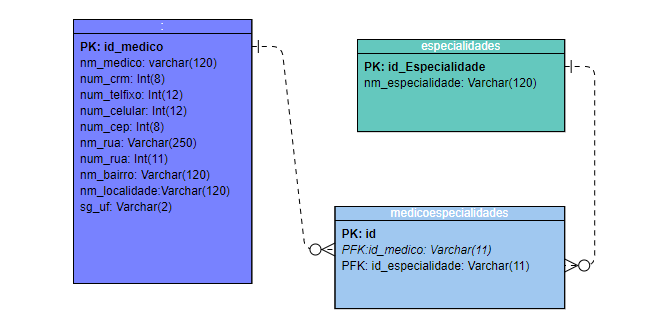 :
PK: id_medico
nm_medico: varchar(120)
num_crm: Int(8)
num_telfixo: Int(12)
num_celular: Int(12)
num_cep: Int(8)
nm_rua: Varchar(250)
num_rua: Int(11)
nm_bairro: Varchar(120)
nm_localidade:Varchar(120)
sg_uf: Varchar(2)
especialidades
PK: id_Especialidade
nm_especialidade: Varchar(120)
medicoespecialidades
PK: id
PFK:id_medico: Varchar(11)
PFK: id_especialidade: Varchar(11)